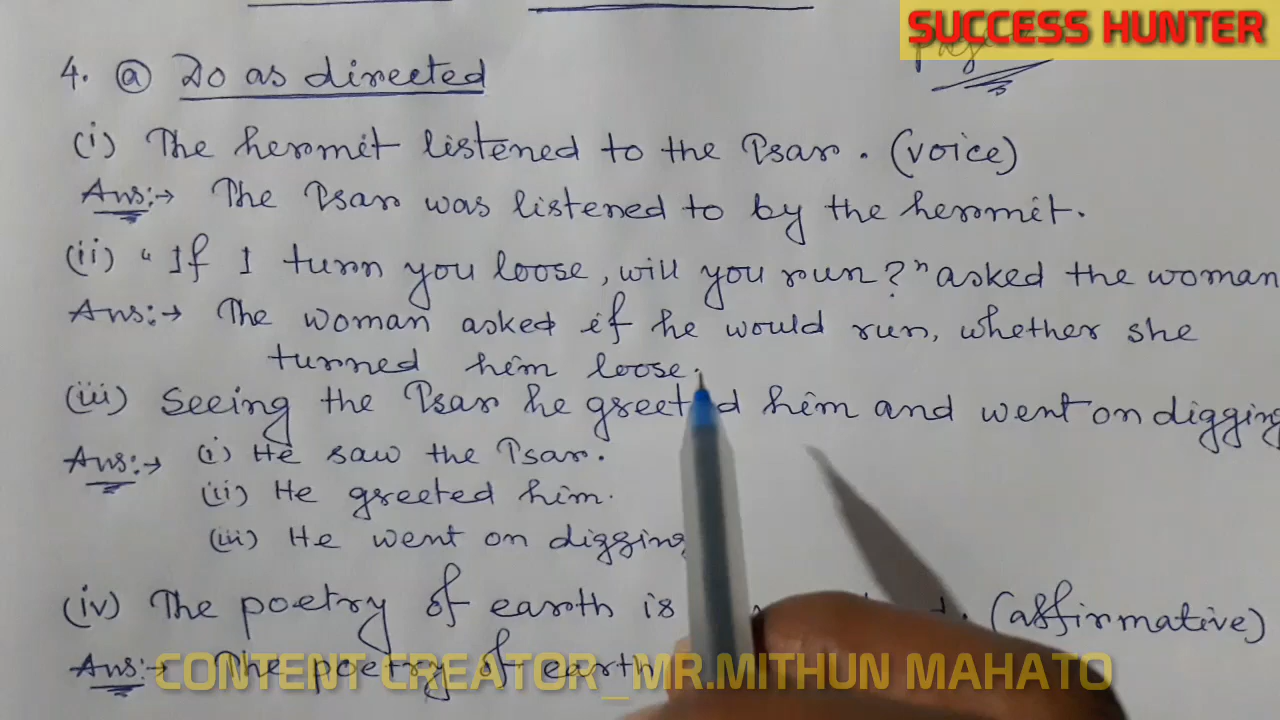 SUCCESS HUNTER
4. (a) Do as directed
(i) The hermit listened to the Tsar. (voice)
Ans:→ The Tsar was listened to by the hermit.
(ii) "If I turn you loose, will you run?" asked the woman
Ans:→ The woman asked if he would run, whether she
turned him loose.
(iii) Seeing the Tsar he greeted him and went on digging
Ans:→ (i) He saw the Tsar.
(ii) He greeted him.
(iii) He went on digging
(iv) The poetry of earth is (affirmative)
Ans:→ The poetry of earth
CONTENT CREATOR_MR.MITHUN MAHATO